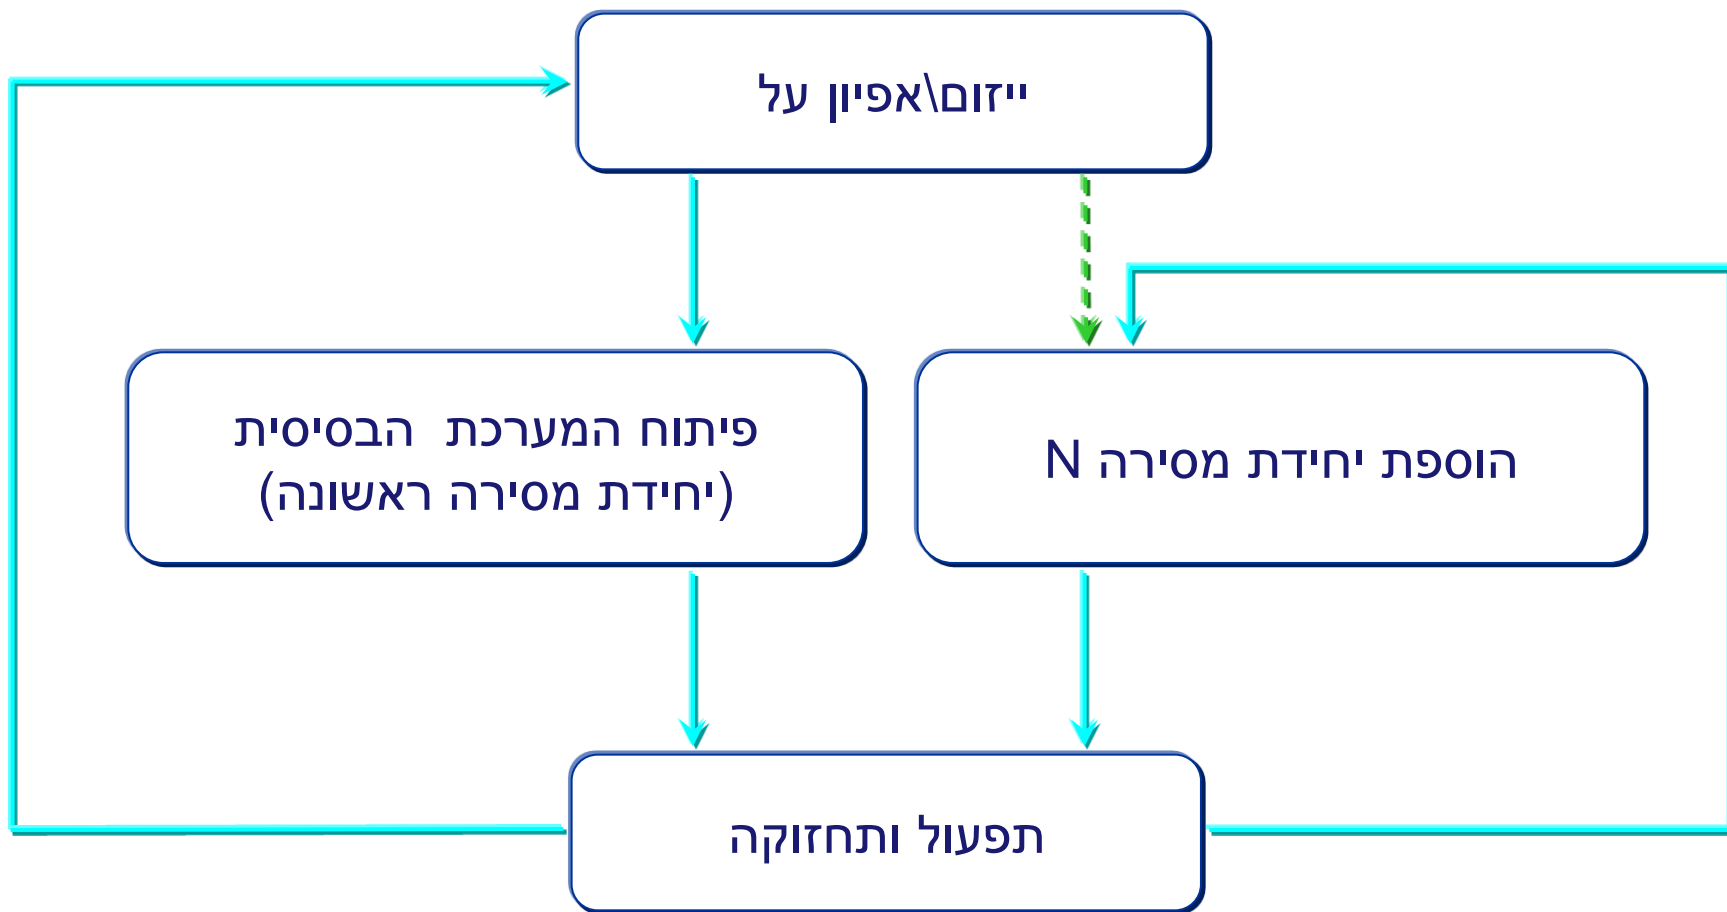 ייזום\אפיון על
פיתוח המערכת  הבסיסית
(יחידת מסירה ראשונה)
הוספת יחידת מסירה N
תפעול ותחזוקה